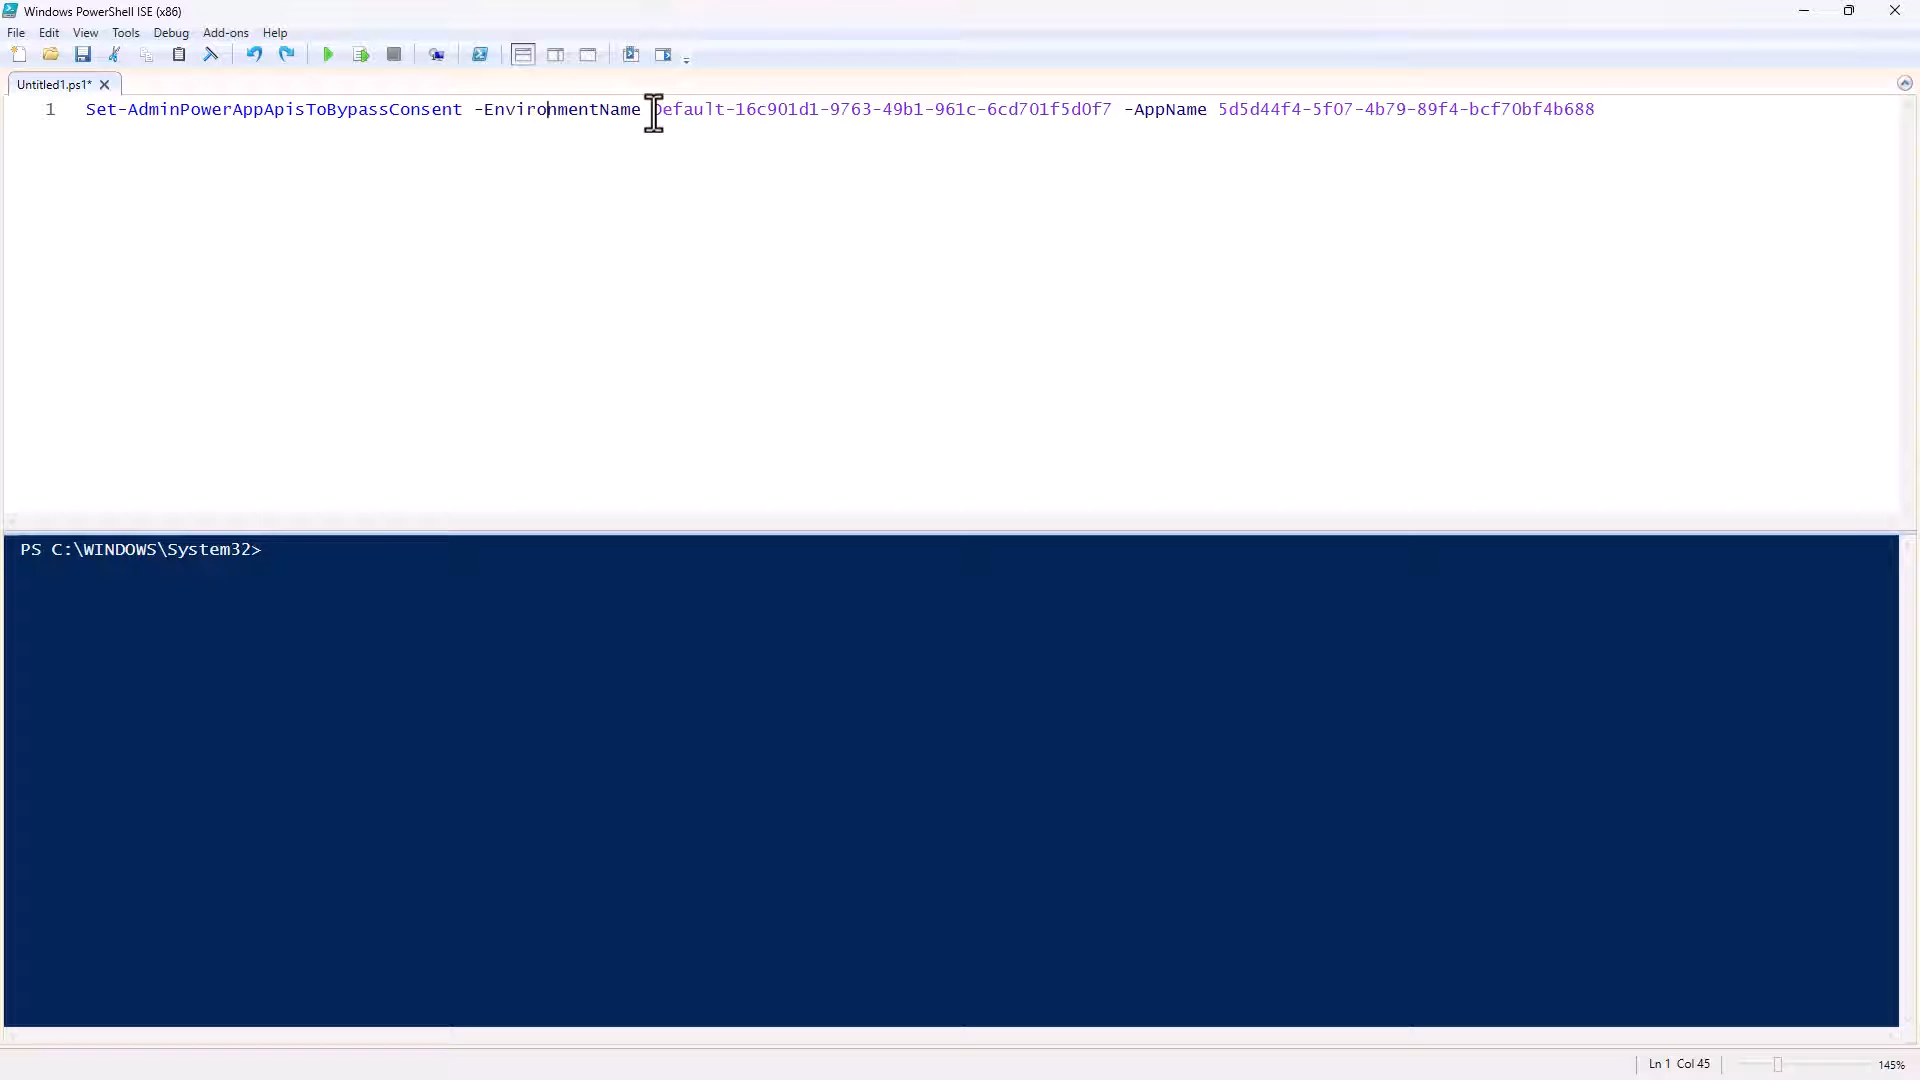 Windows PowerShell ISE (x86)
File Edit View Tools Debug Add-ons Help
Untitled1.ps1*
1 Set-AdminPowerAppApisToBypassConsent -EnvironmentName Default-16c901d1-9763-49b1-961c-6cd701f5d0f7 -AppName 5d5d44f4-5f07-4b79-89f4-bcf70bf4b688
PS C:\WINDOWS\System32>
Ln 1 Col 45 145%